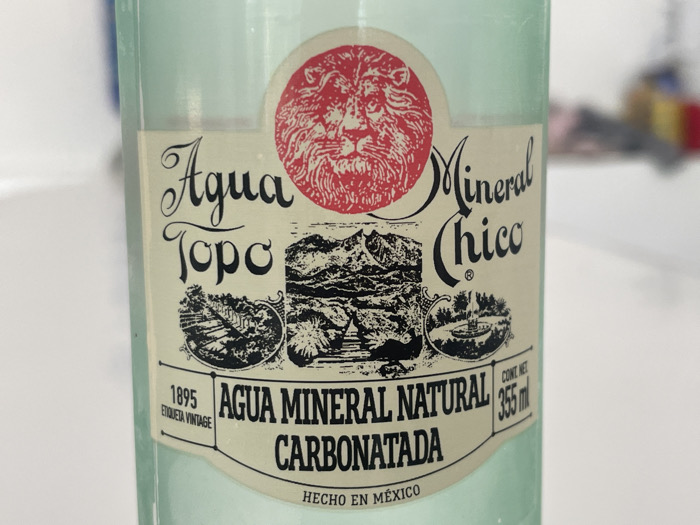 Agua Mineral
Topo Chico®
1895
ETIQUETA VINTAGE
AGUA MINERAL NATURAL
CARBONATADA
CONT. NET.
355 ml
HECHO EN MÉXICO